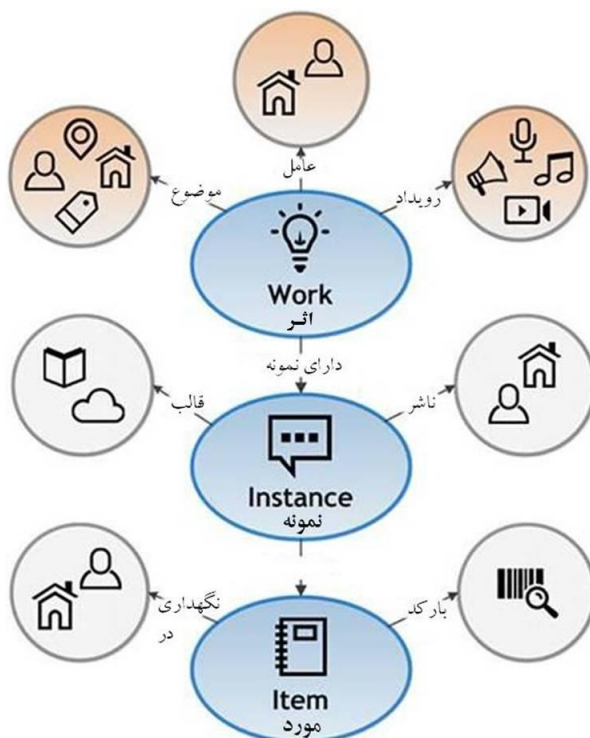 عامل
موضوع
رویداد
Work
اثر
دارای نمونه
قالب
ناشر
Instance
نمونه
نگهداری
در
بارکد
Item
مورد